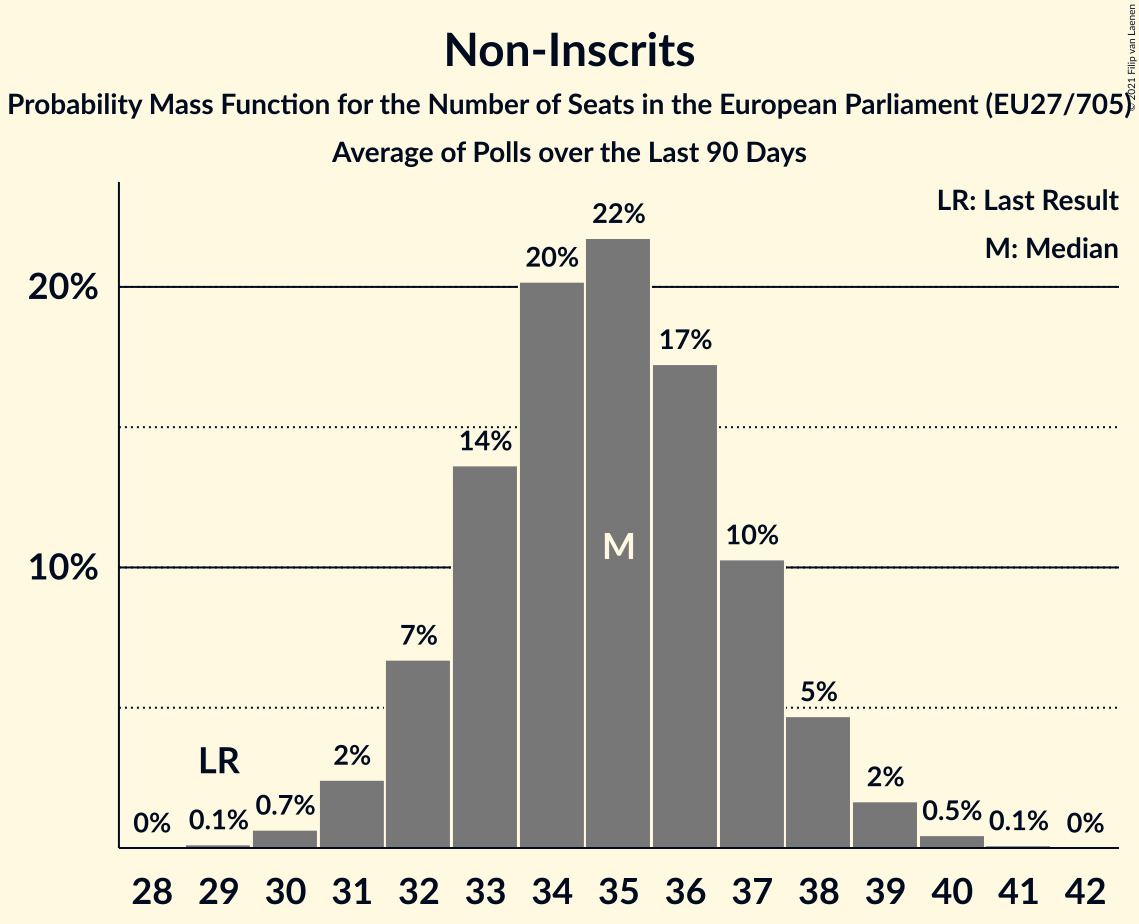 Non-Inscrits
Probability Mass Function for the Number of Seats in the European Parliament (EU27/705)
Average of Polls over the Last 90 Days
© 2021 Filip van Laenen
LR: Last Result
M: Median
22%
20%
20%
17%
14%
M
10%
10%
7%
5%
LR
2%
2%
0%
0.1%
0.7%
0.5%
0.1%
0%
28 29 30 31 32 33 34 35 36 37 38 39 40 41 42